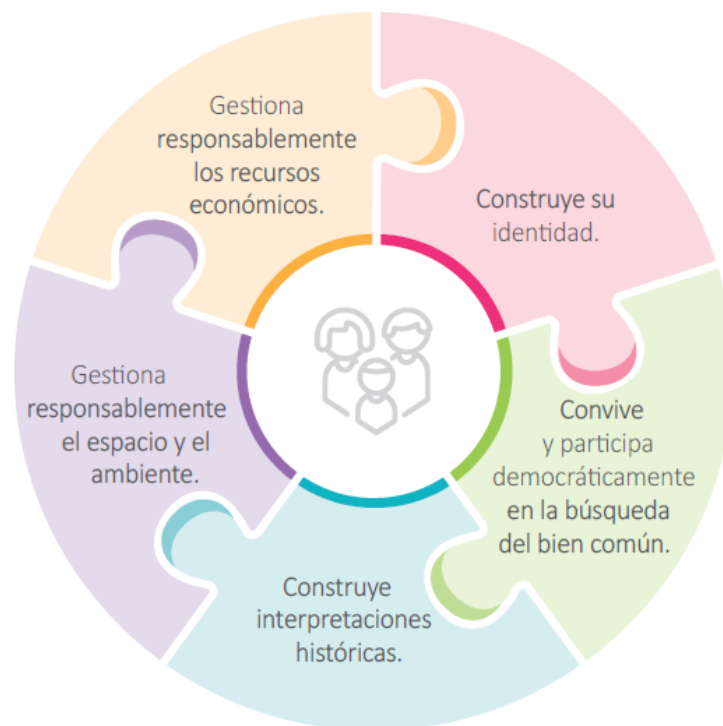 Gestiona
responsablemente
los recursos
económicos.
Construye su
identidad.
Gestiona
responsablemente
el espacio y el
ambiente.
Convive
y participa
democráticamente
en la búsqueda
del bien común.
Construye
interpretaciones
históricas.